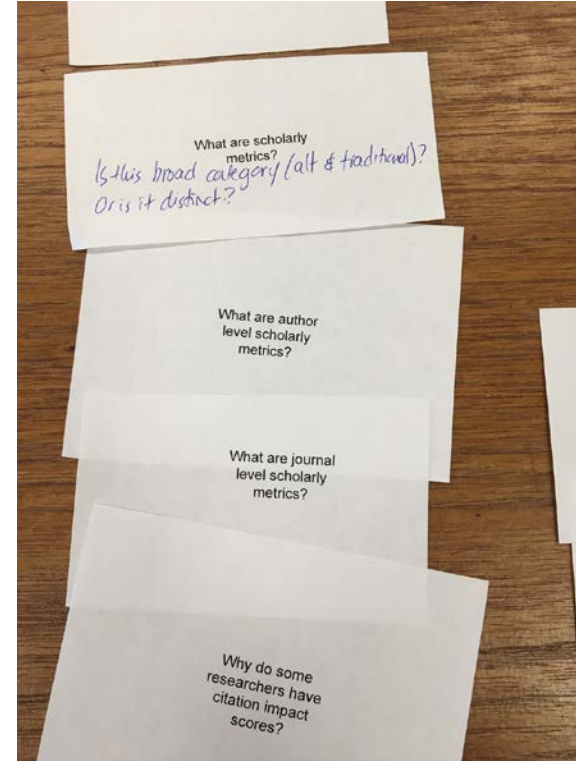 What are scholarly
metrics?
Is this broad category (alt & traditional)?
Or is it distinct?
What are author
level scholarly
metrics?
What are journal
level scholarly
metrics?
Why do some
researchers have
citation impact
scores?